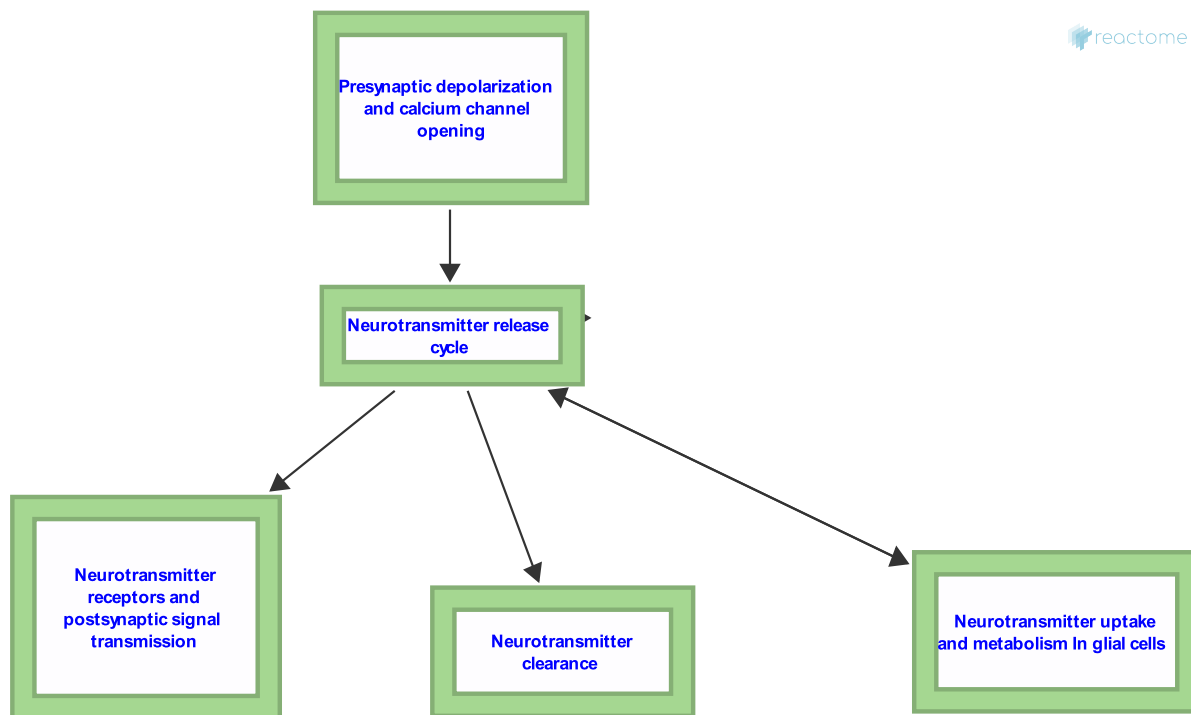 reactome
Presynaptic depolarization
and calcium channel
opening
Neurotransmitter release
cycle
Neurotransmitter
receptors and
postsynaptic signal
transmission
Neurotransmitter
clearance
Neurotransmitter uptake
and metabolism In glial cells